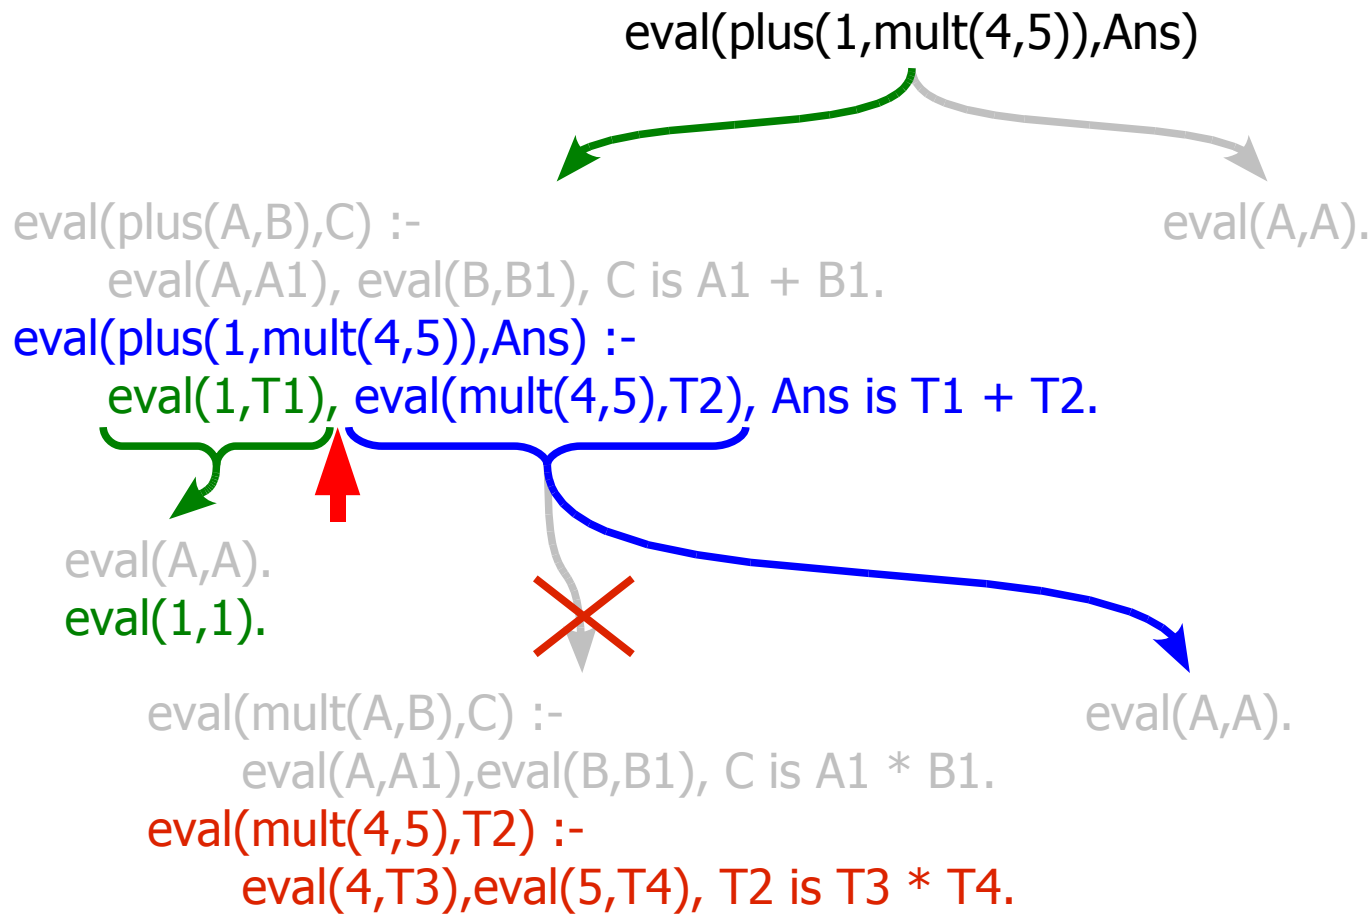 eval(plus(1,mult(4,5)),Ans)
eval(plus(A,B),C) :-
eval(A,A).
eval(A,A1), eval(B,B1), C is A1 + B1.
eval(plus(1,mult(4,5)),Ans) :-
eval(1,T1), eval(mult(4,5),T2), Ans is T1 + T2.
eval(A,A).
eval(1,1).
eval(mult(A,B),C) :-
eval(A,A).
eval(A,A1),eval(B,B1), C is A1 * B1.
eval(mult(4,5),T2) :-
eval(4,T3),eval(5,T4), T2 is T3 * T4.